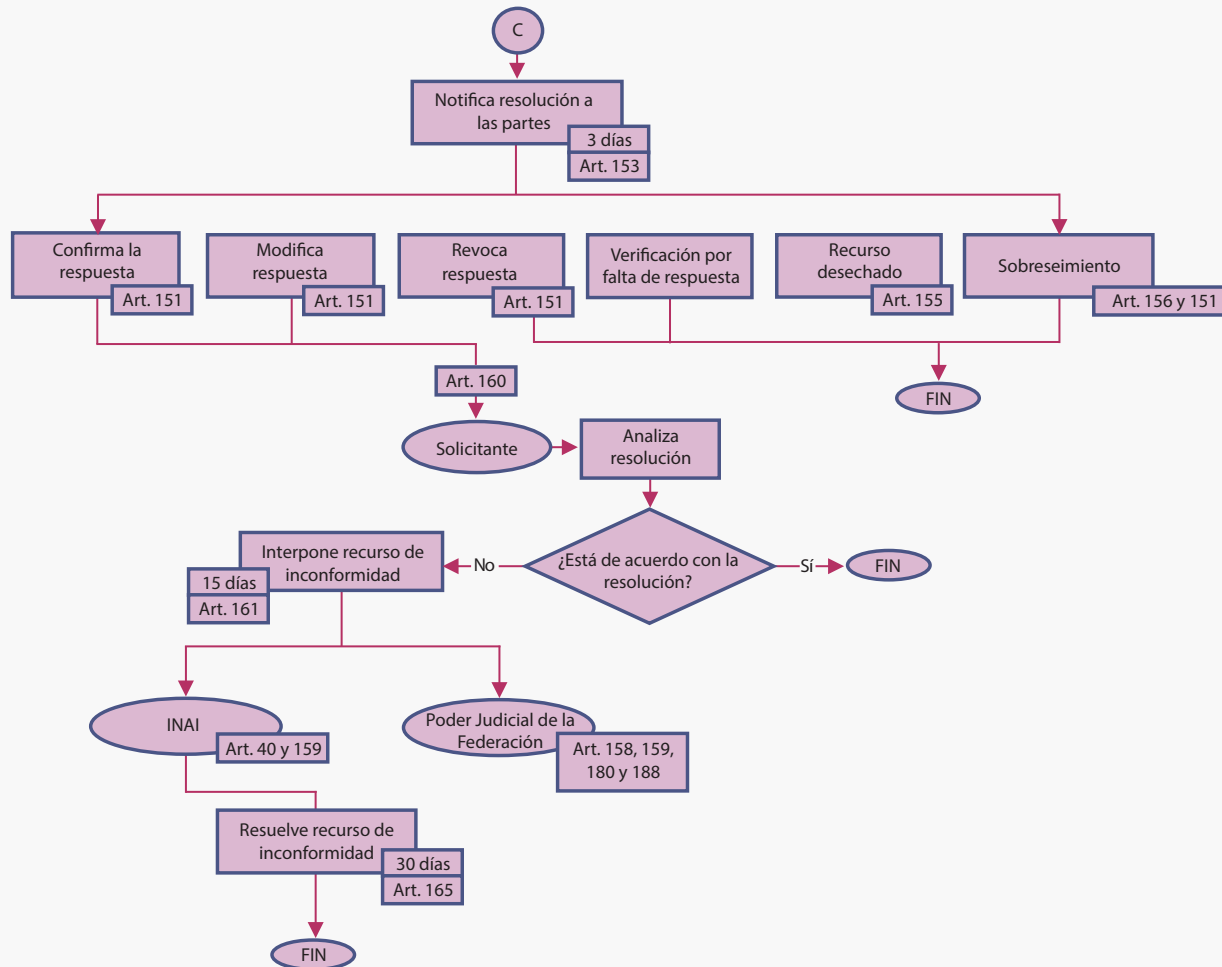 C
Notifica resolución a
las partes
3 días
Art. 153
Confirma la
respuesta
Art. 151
Modifica
respuesta
Art. 151
Revoca
respuesta
Art. 151
Verificación por
falta de respuesta
Recurso
desechado
Art. 155
Sobreseimiento
Art. 156 y 151
Art. 160
FIN
Solicitante
Analiza
resolución
¿Está de acuerdo con la
resolución?
No
Sí
FIN
Interpone recurso de
inconformidad
15 días
Art. 161
INAI
Art. 40 y 159
Poder Judicial de la
Federación
Art. 158, 159,
180 y 188
Resuelve recurso de
inconformidad
30 días
Art. 165
FIN